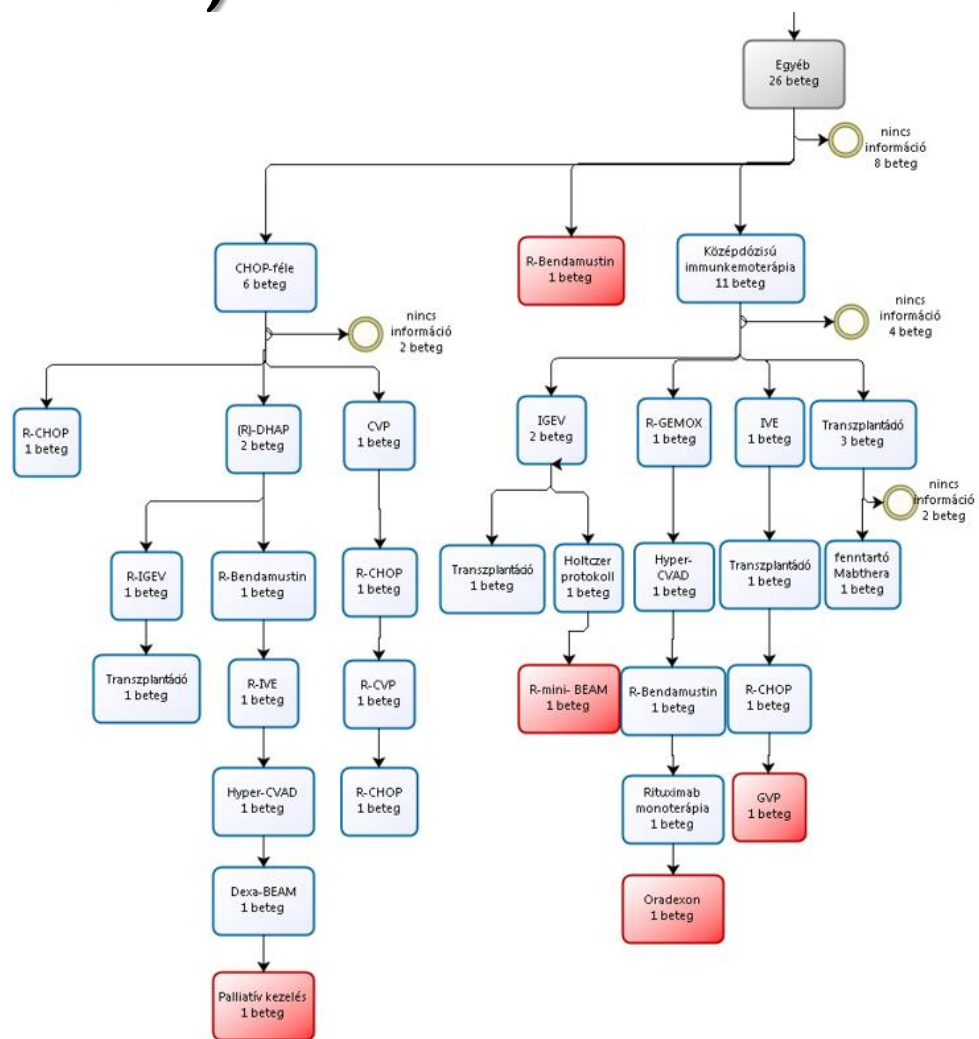 Egyéb
26 beteg
nincs
információ
8 beteg
CHOP-féle
6 beteg
R-Bendamustin
1 beteg
Középdózisú
immunkemoterápia
11 beteg
nincs
információ
2 beteg
nincs
információ
4 beteg
R-CHOP
1 beteg
(R)-DHAP
2 beteg
CVP
1 beteg
IGEV
2 beteg
R-GEMOX
1 beteg
IVE
1 beteg
Transzplantáció
3 beteg
nincs
információ
2 beteg
R-IGEV
1 beteg
R-Bendamustin
1 beteg
R-CHOP
1 beteg
Transzplantáció
1 beteg
Holtczer
protokoll
1 beteg
Hyper-
CVAD
1 beteg
Transzplantáció
1 beteg
fenntartó
Mabthera
1 beteg
Transzplantáció
1 beteg
R-IVE
1 beteg
R-CVP
1 beteg
R-mini- BEAM
1 beteg
R-Bendamustin
1 beteg
R-CHOP
1 beteg
Hyper-CVAD
1 beteg
R-CHOP
1 beteg
Rituximab
monoterápia
1 beteg
GVP
1 beteg
Dexa-BEAM
1 beteg
Oradexon
1 beteg
Palliatív kezelés
1 beteg